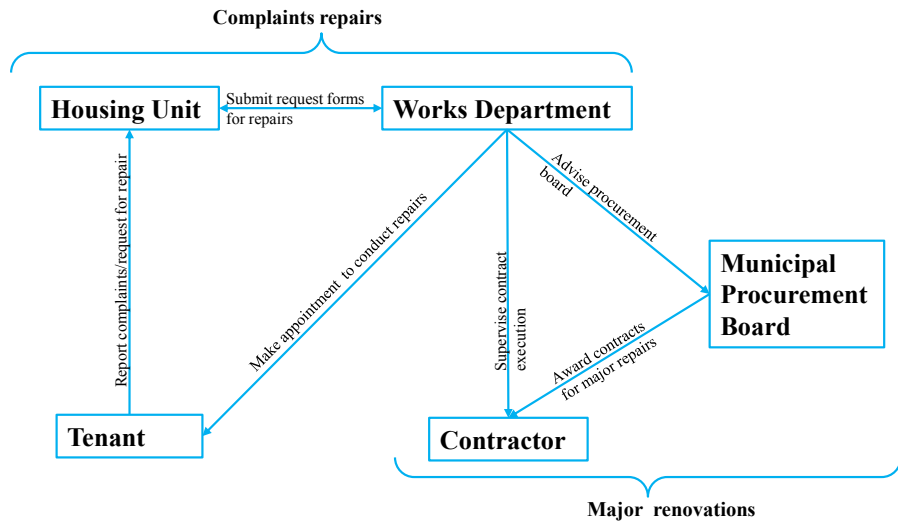 Complaints repairs
Housing Unit
Submit request forms
for repairs
Works Department
Report complaints/request for repair
Make appointment to conduct repairs
Supervise contract
execution
Advise procurement
board
Municipal
Procurement
Board
Award contracts
for major repairs
Tenant
Contractor
Major renovations